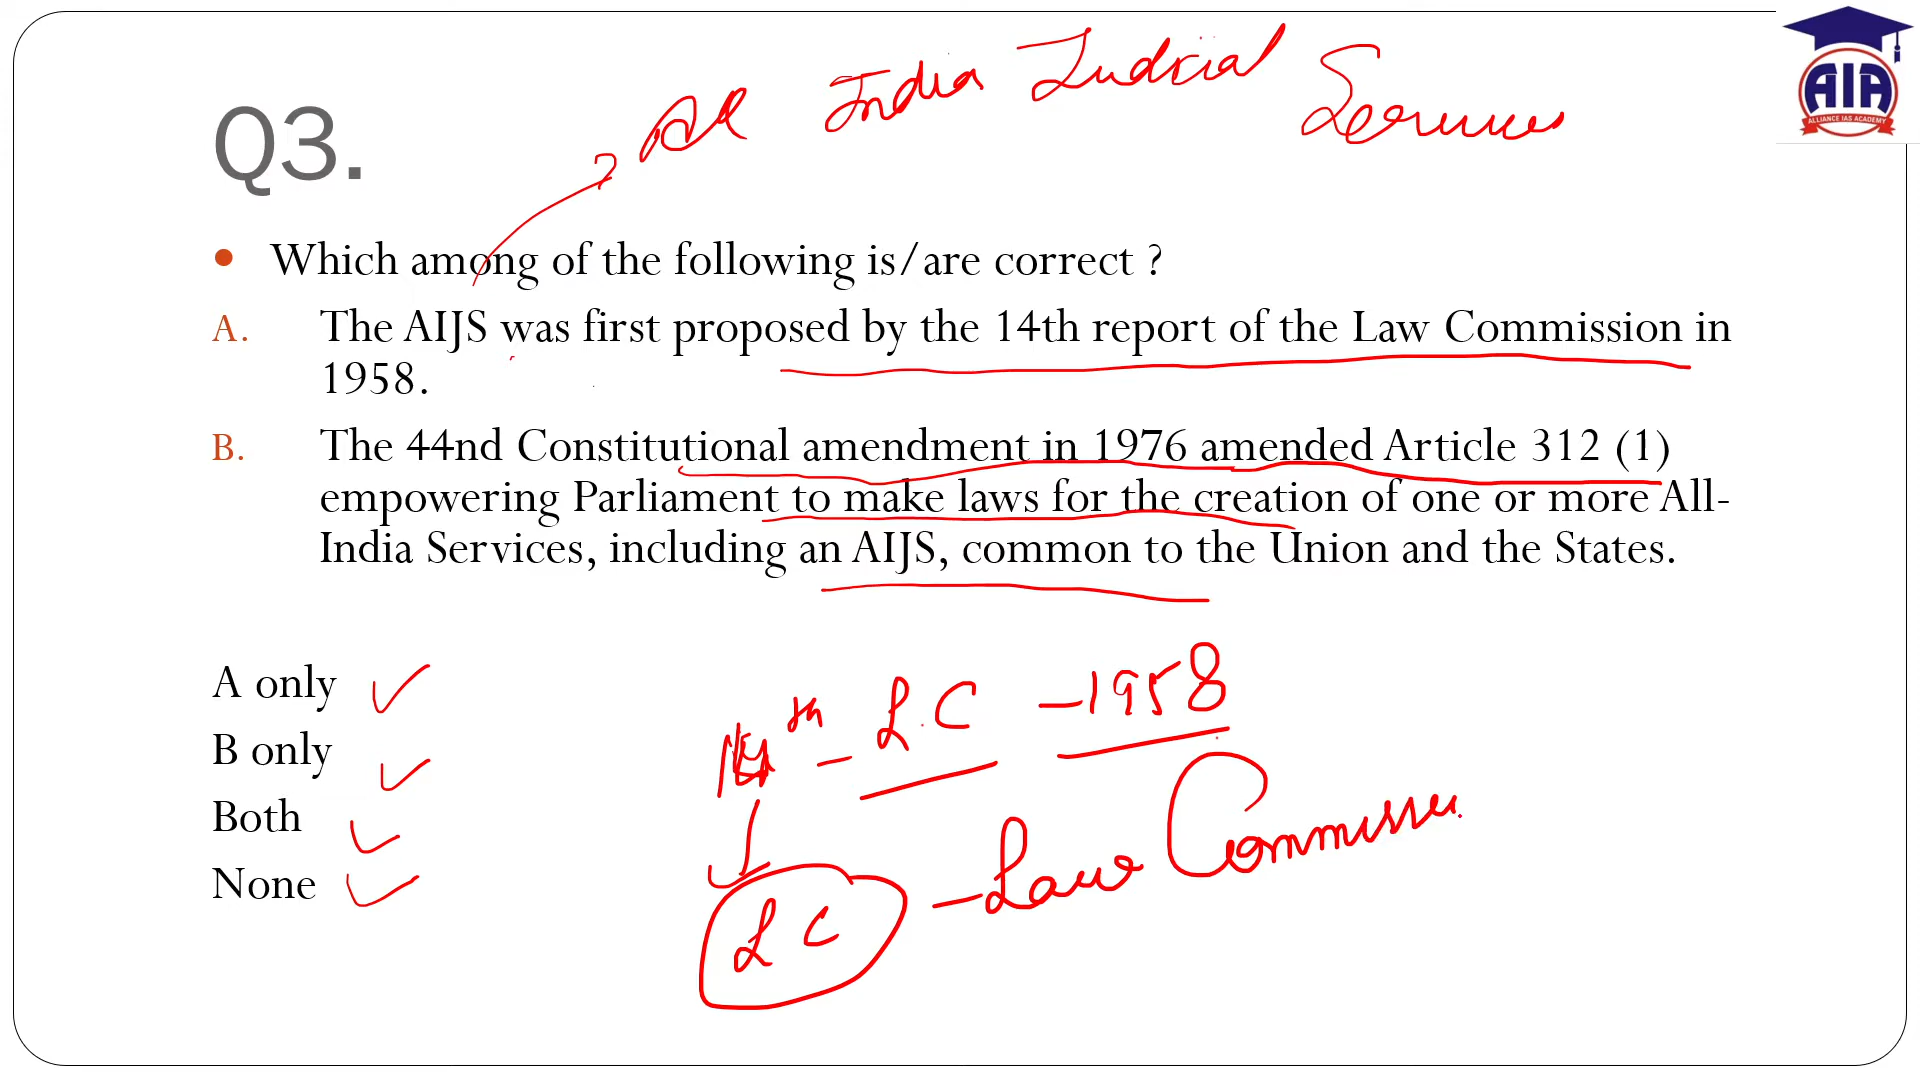 All India Judicial Services
AIA
ALLIANCE IAS ACADEMY
Q3.
Which among of the following is/are correct ?
A. The AIJS was first proposed by the 14th report of the Law Commission in
1958.
B. The 44nd Constitutional amendment in 1976 amended Article 312 (1)
empowering Parliament to make laws for the creation of one or more All-
India Services, including an AIJS, common to the Union and the States.
A only
B only
Both
None
14th - L.C - 1958
LC - Law Commission